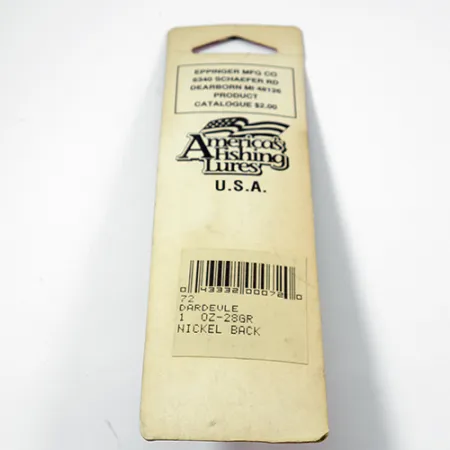 EPPINGER MFG CO
6340 SCHAEFER RD
DEARBORN MI 48126
PRODUCT
CATALOGUE $2.00
America's
Fishing
Lures
U.S.A.
0 43332 00072 0
72
DARDEVLE
1 OZ-28GR
NICKEL BACK